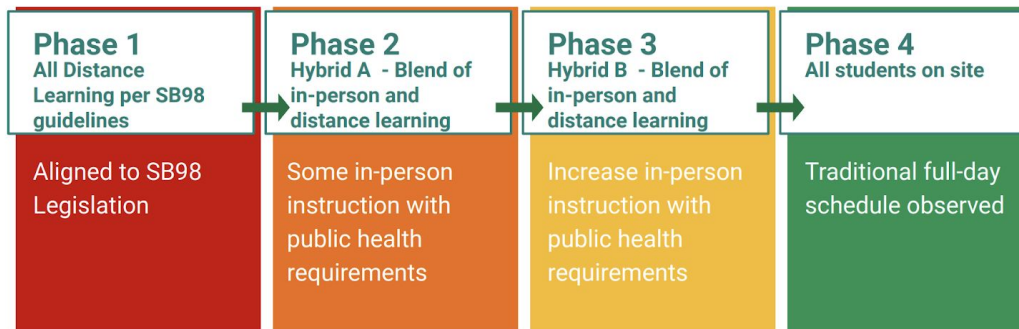 Phase 1
All Distance
Learning per SB98
guidelines
Aligned to SB98
Legislation
Phase 2
Hybrid A - Blend of
in-person and
distance learning
Some in-person
instruction with
public health
requirements
Phase 3
Hybrid B - Blend of
in-person and
distance learning
Increase in-person
instruction with
public health
requirements
Phase 4
All students on site
Traditional full-day
schedule observed